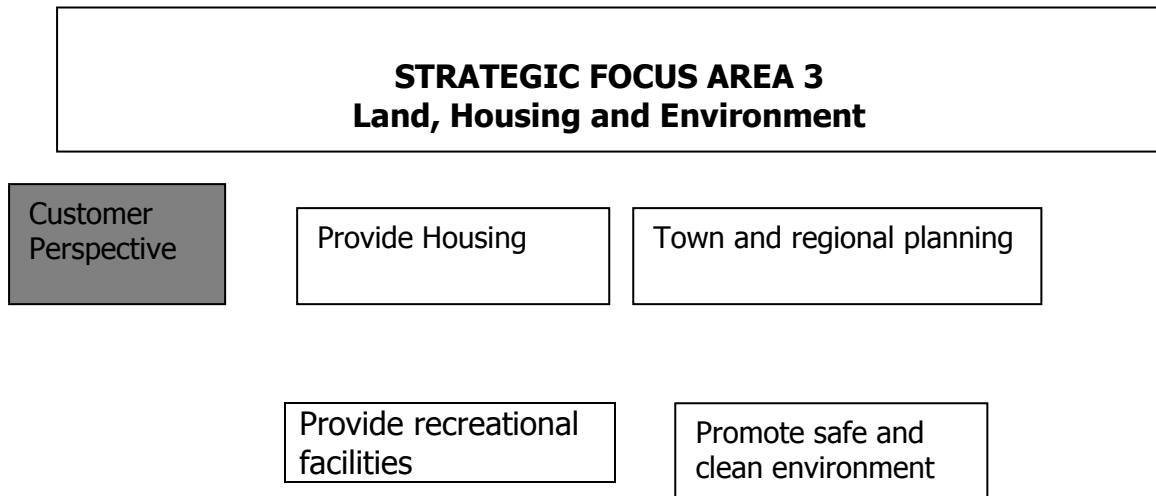 STRATEGIC FOCUS AREA 3
Land, Housing and Environment
Customer
Perspective
Provide Housing
Town and regional planning
Provide recreational
facilities
Promote safe and
clean environment